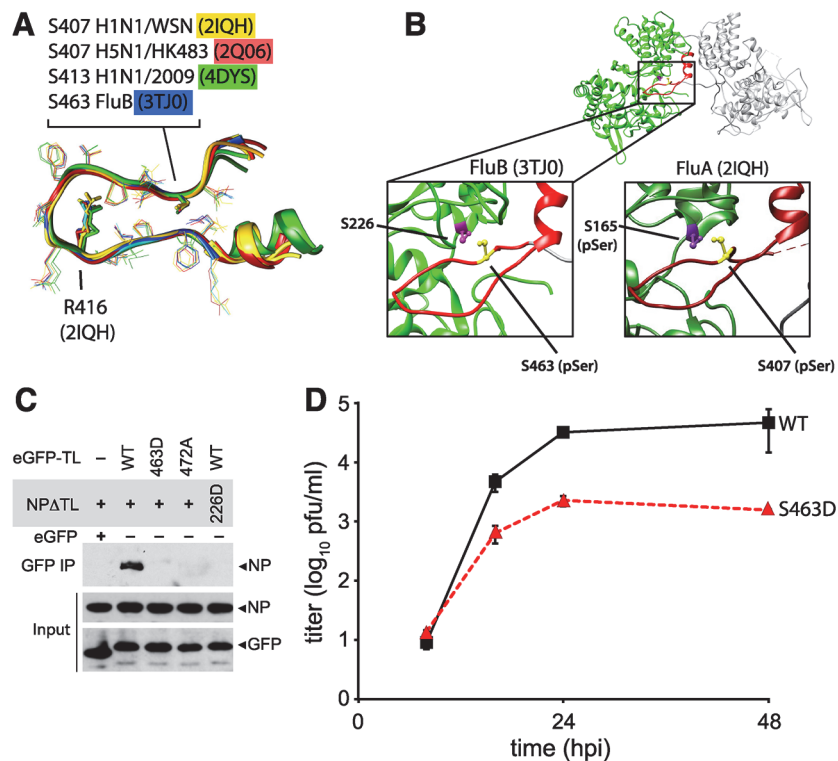 A
S407 H1N1/WSN (2IQH)
S407 H5N1/HK483 (2Q06)
S413 H1N1/2009 (4DYS)
S463 FluB (3TJ0)
R416
(2IQH)
B
FluB (3TJ0)
FluA (2IQH)
S226
S165
(pSer)
S463 (pSer)
S407 (pSer)
C
eGFP-TL – WT 463D 472A WT
NPΔTL + + + + 226D
eGFP + – – – –
GFP IP ◄NP
Input ◄NP
◄GFP
D
titer (log10 pfu/ml)
5
4
3
2
1
0
0 24 48
time (hpi)
WT
S463D